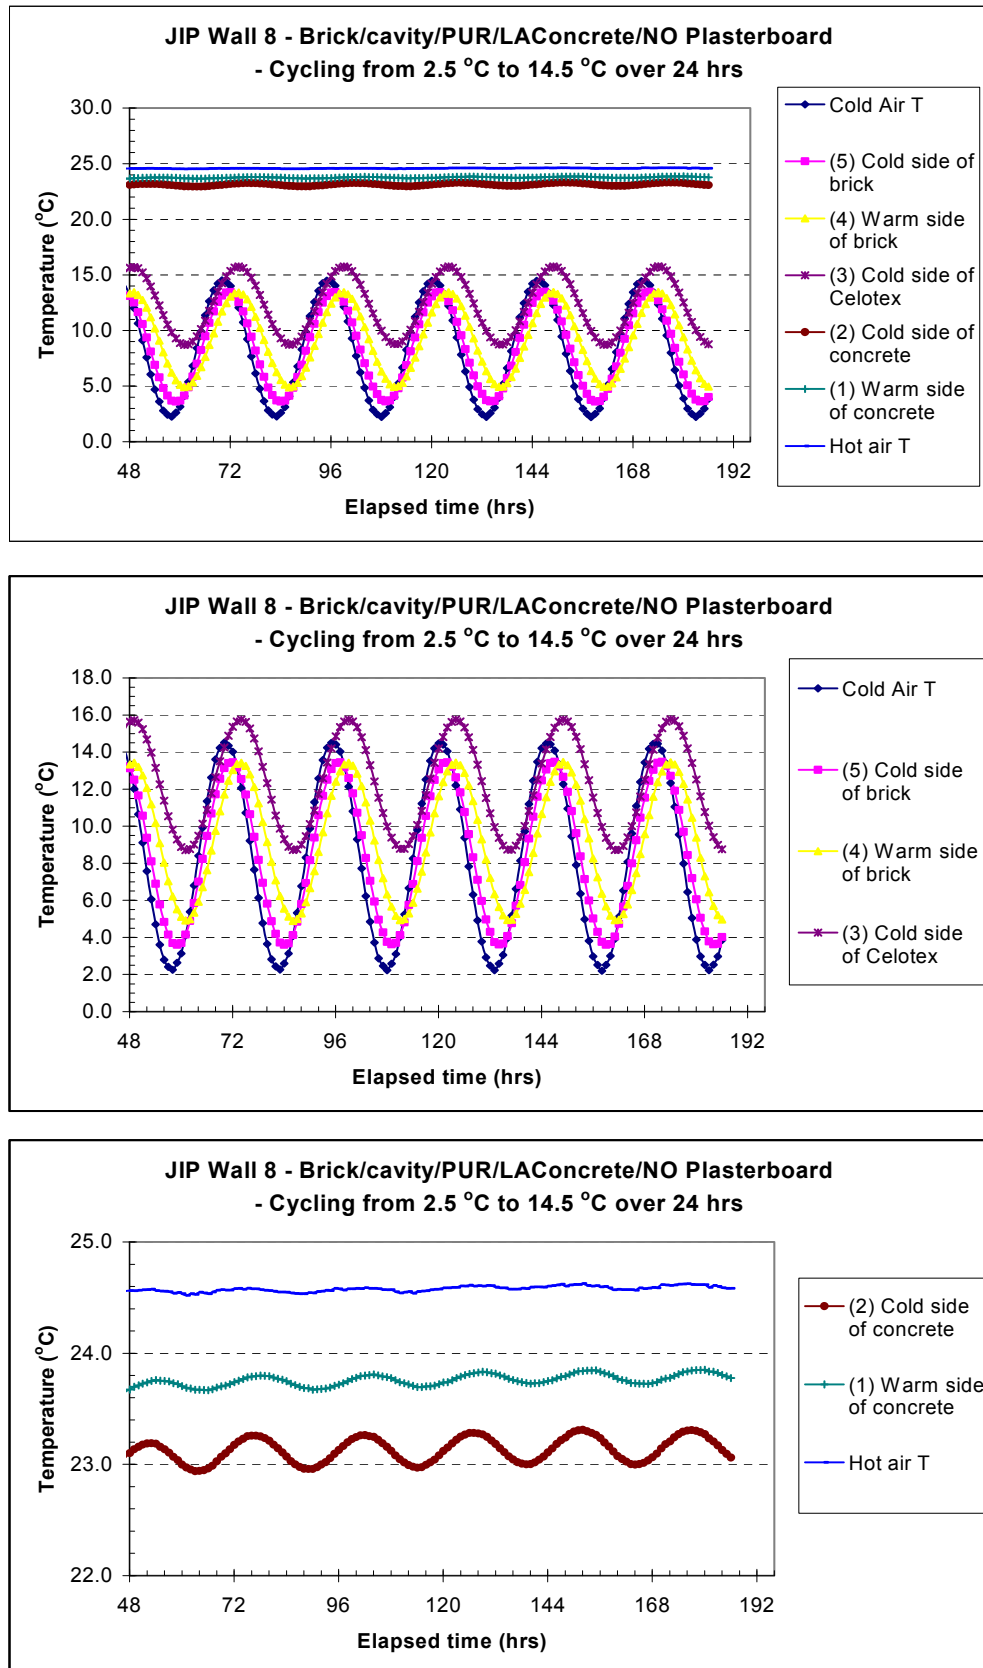 JIP Wall 8 - Brick/cavity/PUR/LAConcrete/NO Plasterboard
- Cycling from 2.5 °C to 14.5 °C over 24 hrs
30.0
25.0
20.0
15.0
10.0
5.0
0.0
Temperature (°C)
48 72 96 120 144 168 192
Elapsed time (hrs)
Cold Air T
(5) Cold side of
brick
(4) Warm side
of brick
(3) Cold side of
Celotex
(2) Cold side of
concrete
(1) Warm side
of concrete
Hot air T
JIP Wall 8 - Brick/cavity/PUR/LAConcrete/NO Plasterboard
- Cycling from 2.5 °C to 14.5 °C over 24 hrs
18.0
16.0
14.0
12.0
10.0
8.0
6.0
4.0
2.0
0.0
Temperature (°C)
48 72 96 120 144 168 192
Elapsed time (hrs)
Cold Air T
(5) Cold side
of brick
(4) Warm side
of brick
(3) Cold side
of Celotex
JIP Wall 8 - Brick/cavity/PUR/LAConcrete/NO Plasterboard
- Cycling from 2.5 °C to 14.5 °C over 24 hrs
25.0
24.0
23.0
22.0
Temperature (°C)
48 72 96 120 144 168 192
Elapsed time (hrs)
(2) Cold side
of concrete
(1) Warm side
of concrete
Hot air T